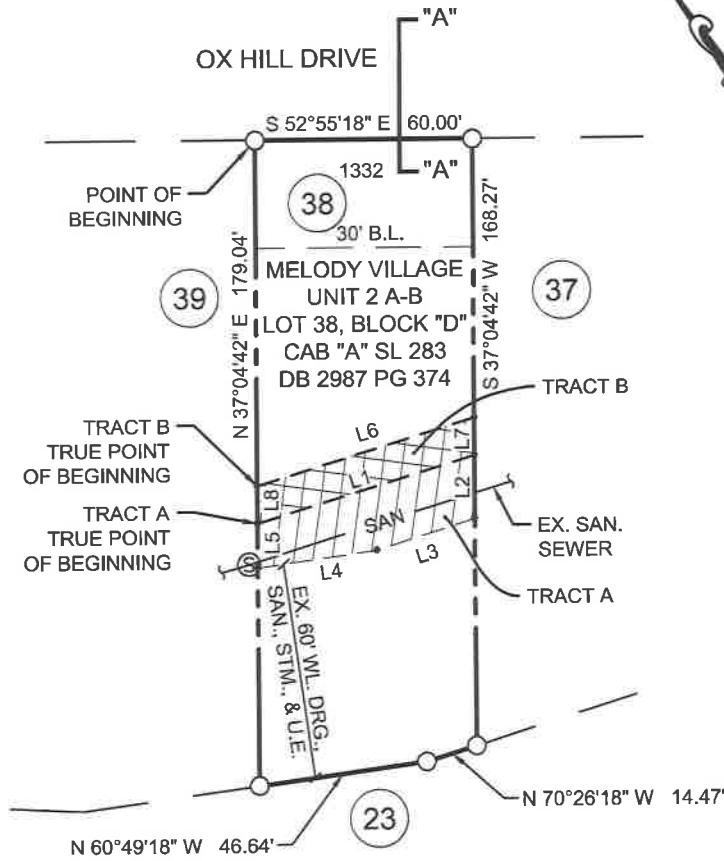 "A"
OX HILL DRIVE
S 52°55'18" E 60.00'
1332
"A"
POINT OF
BEGINNING
38
30' B.L.
39
N 37°04'42" E 179.04'
MELODY VILLAGE
UNIT 2 A-B
LOT 38, BLOCK "D"
CAB "A" SL 283
DB 2987 PG 374
S 37°04'42" W 168.27'
37
TRACT B
TRACT B
TRUE POINT
OF BEGINNING
L6
L7
L8
L1
L2
TRACT A
TRUE POINT
OF BEGINNING
SAN
L5
L4
L3
EX. SAN.
SEWER
TRACT A
EX. 60' WL. DRG.,
SAN., STM., & U.E.
N 70°26'18" W 14.47'
23
N 60°49'18" W 46.64'